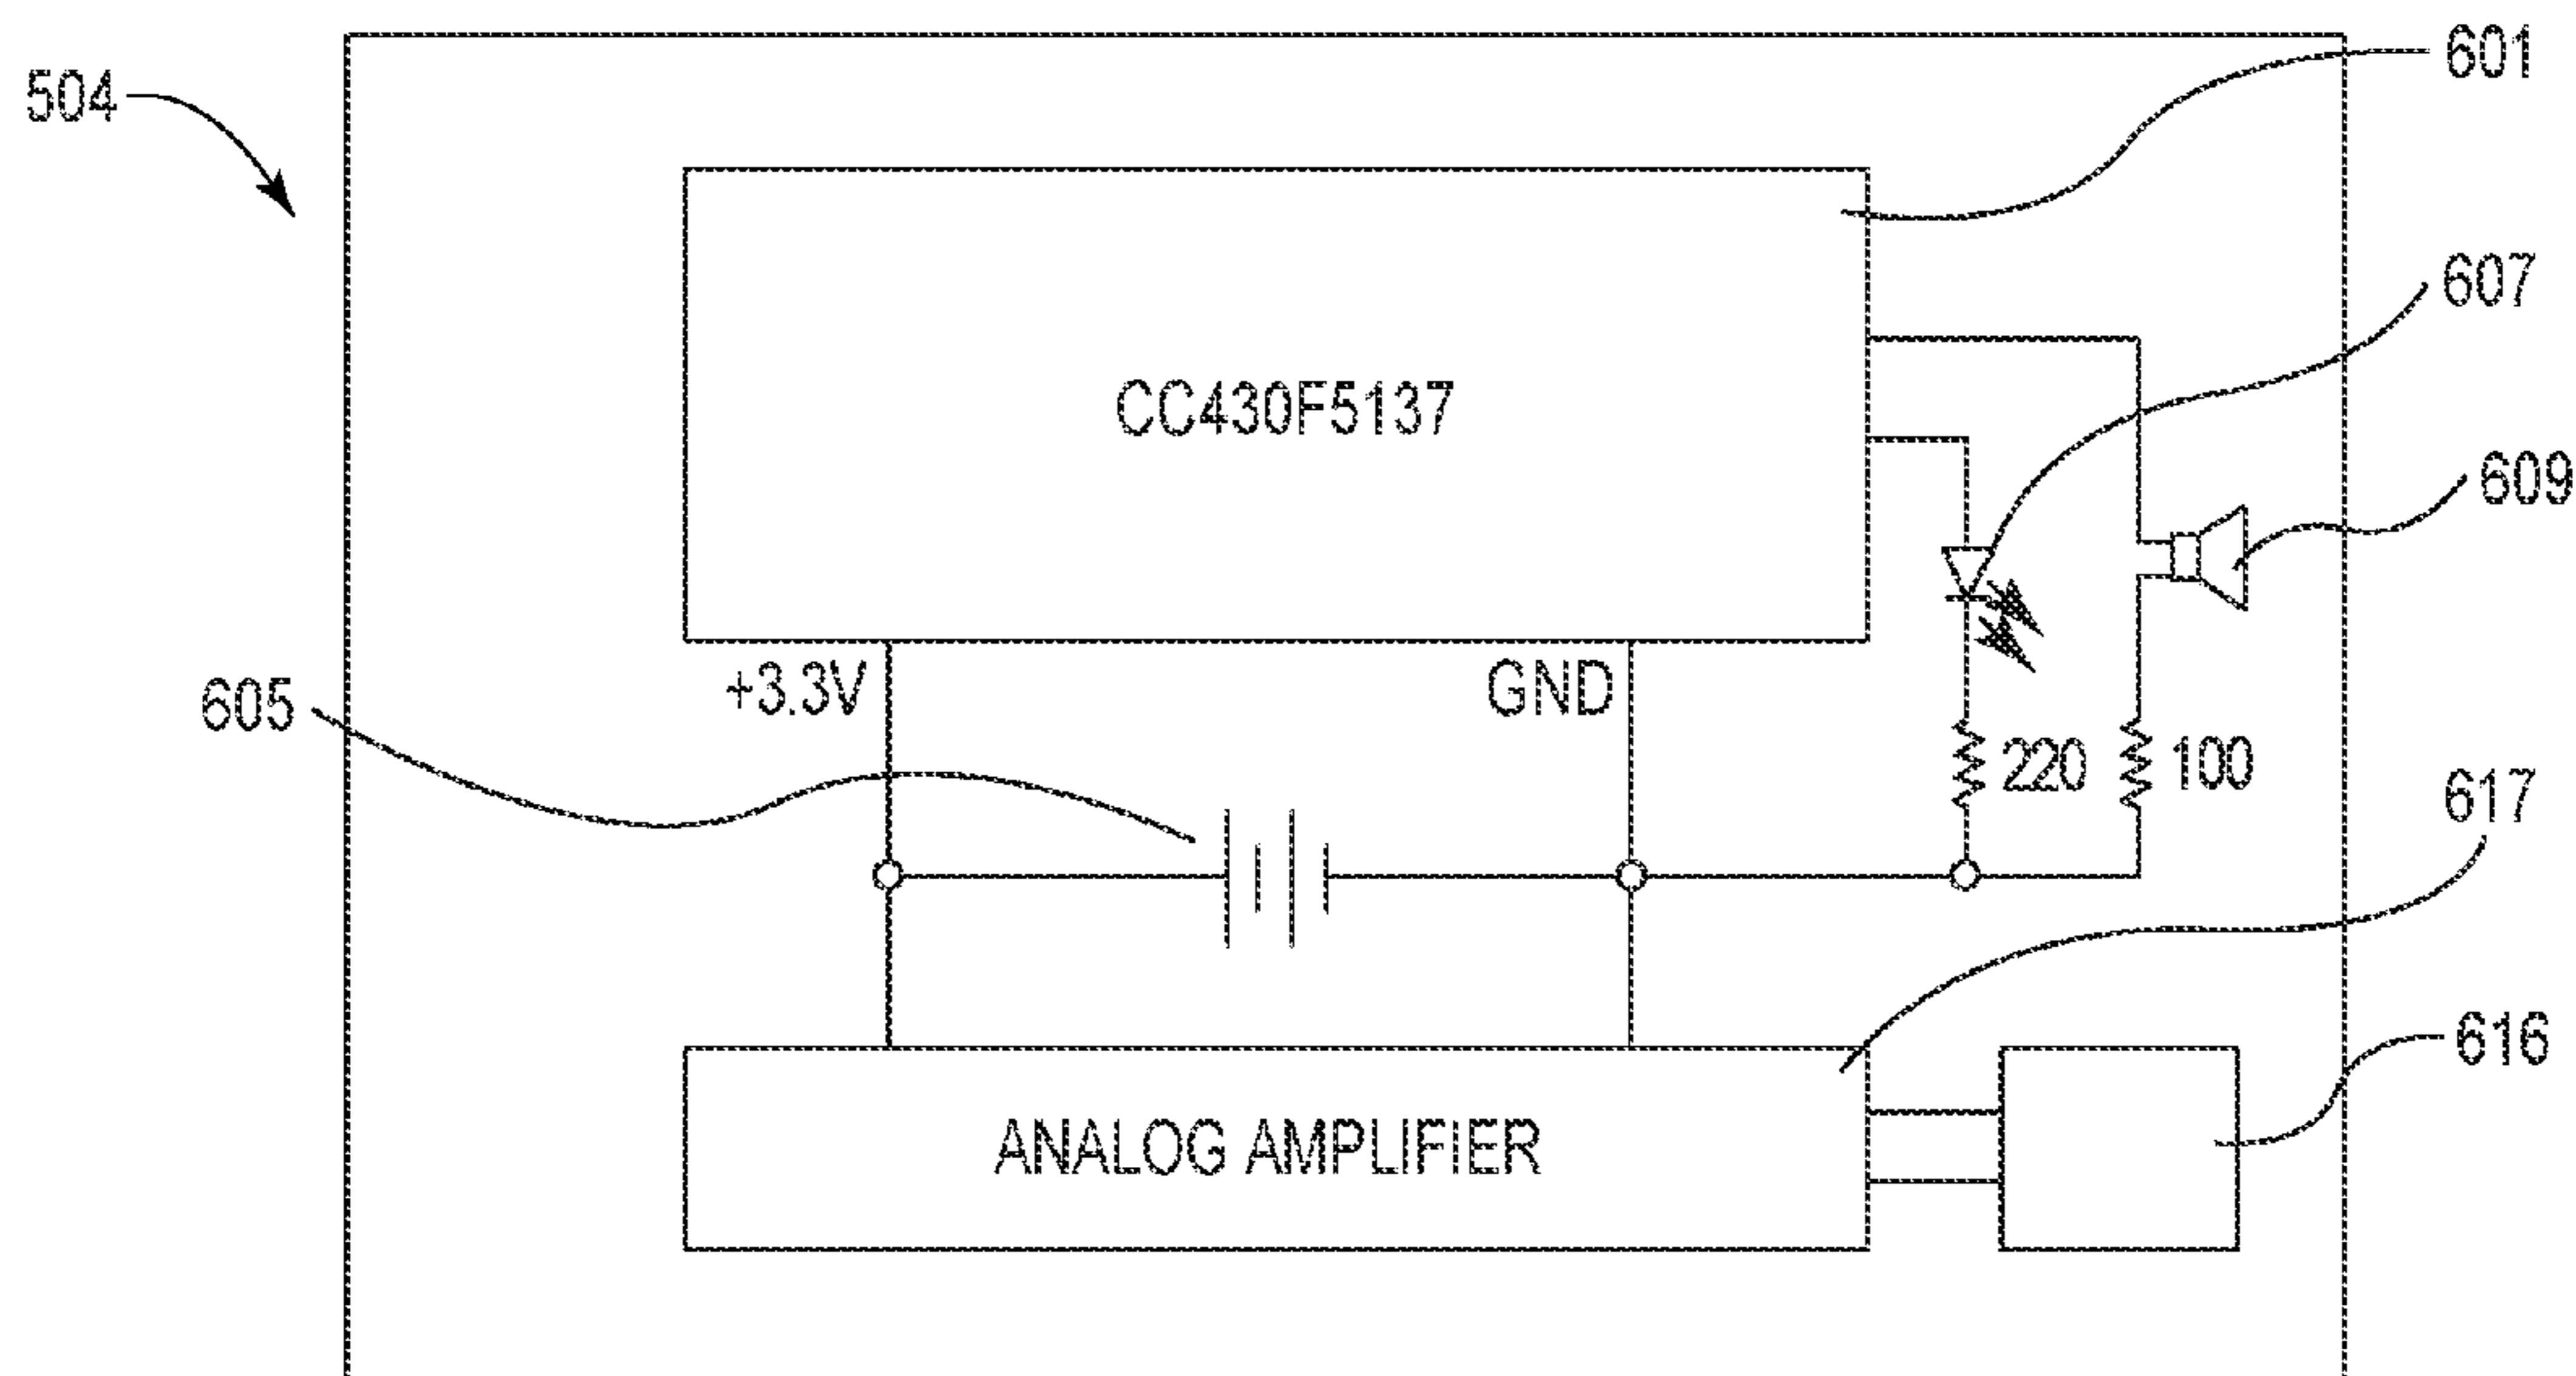 504
601
607
CC430F5137
609
+3.3V
GND
605
220
100
617
616
ANALOG AMPLIFIER